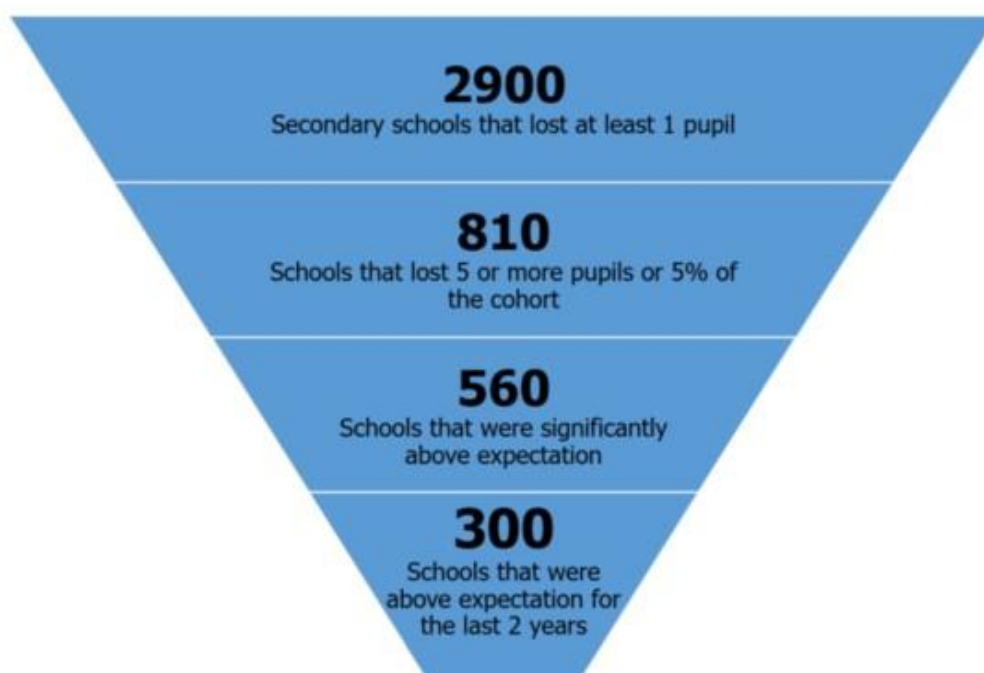 2900
Secondary schools that lost at least 1 pupil
810
Schools that lost 5 or more pupils or 5% of
the cohort
560
Schools that were significantly
above expectation
300
Schools that were
above expectation for
the last 2 years